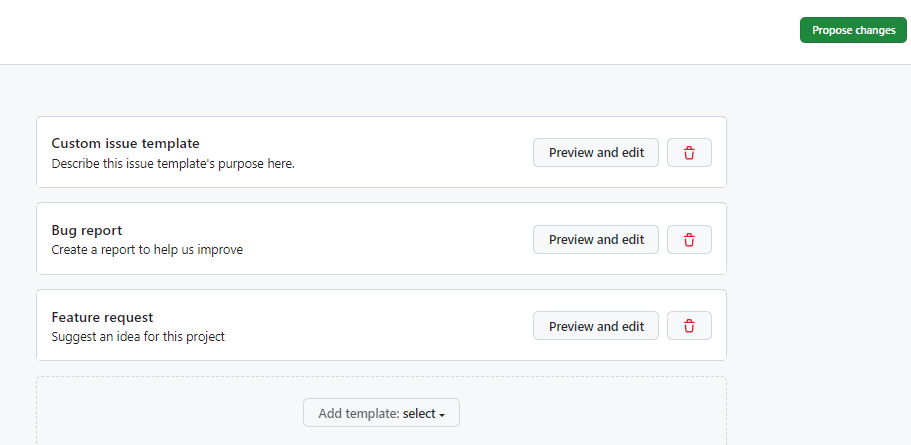 Propose changes
Custom issue template
Describe this issue template's purpose here.
Preview and edit
Bug report
Create a report to help us improve
Preview and edit
Feature request
Suggest an idea for this project
Preview and edit
Add template: select